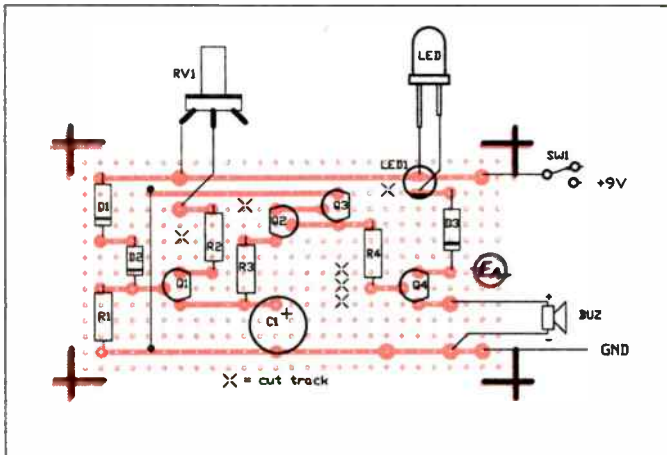 LED
RV1
LED1
SW1
+9V
D1
Q3
Q2
D3
R2
D2
R3
R4
Q1
Q4
R1
C1
+
+
BUZ
-
GND
= cut track